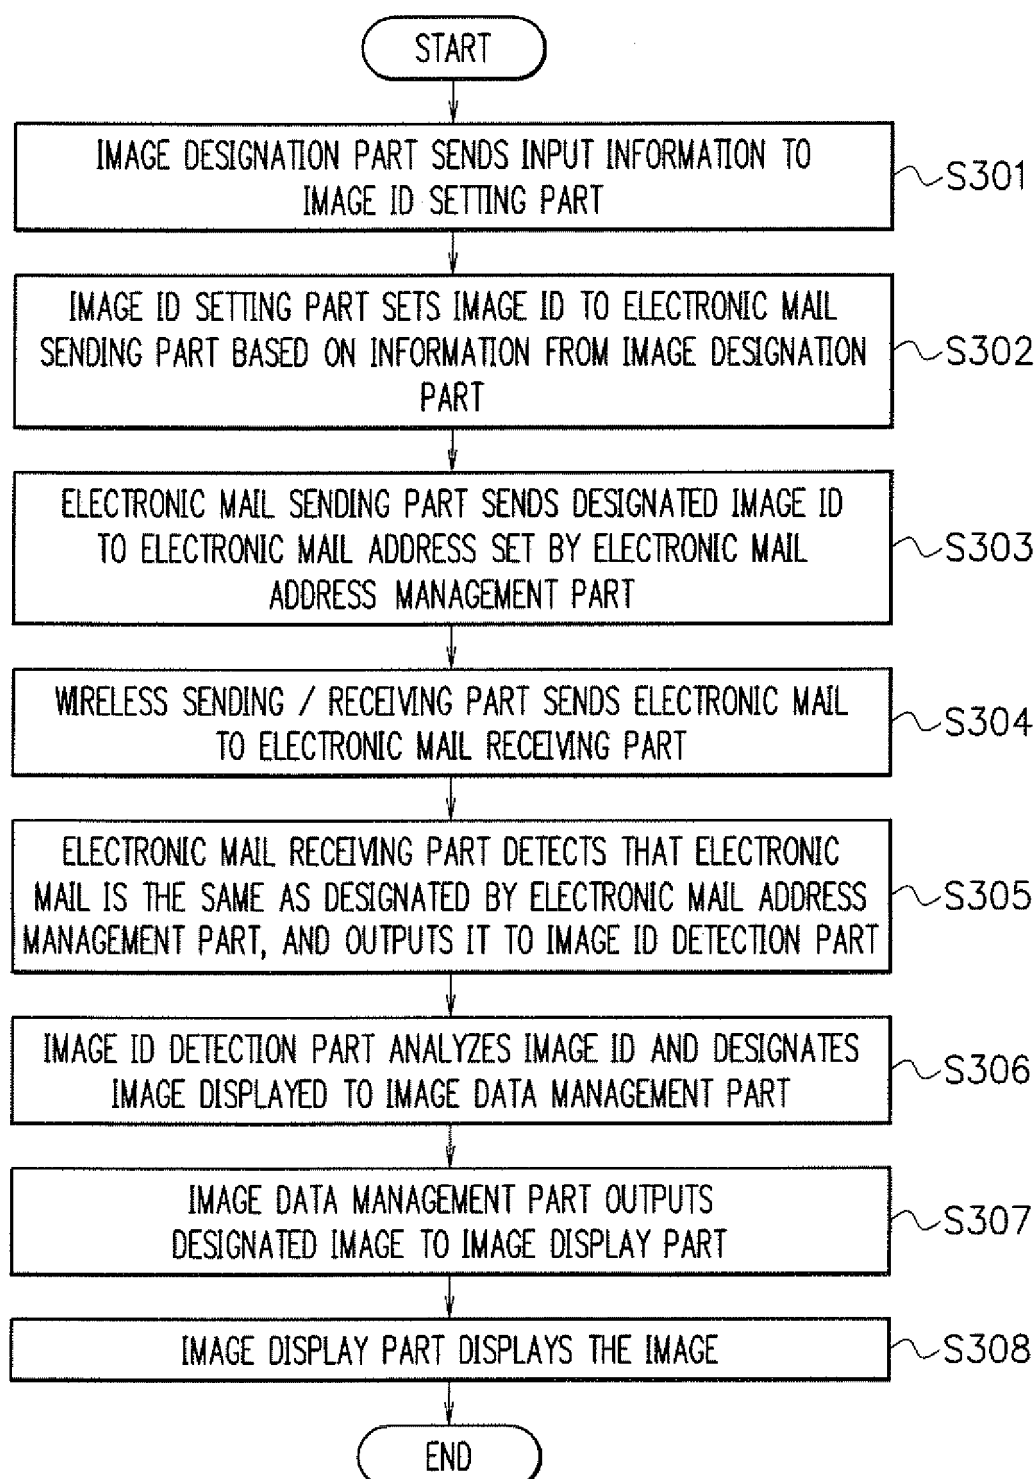 START
IMAGE DESIGNATION PART SENDS INPUT INFORMATION TO
IMAGE ID SETTING PART
S301
IMAGE ID SETTING PART SETS IMAGE ID TO ELECTRONIC MAIL
SENDING PART BASED ON INFORMATION FROM IMAGE DESIGNATION
PART
S302
ELECTRONIC MAIL SENDING PART SENDS DESIGNATED IMAGE ID
TO ELECTRONIC MAIL ADDRESS SET BY ELECTRONIC MAIL
ADDRESS MANAGEMENT PART
S303
WIRELESS SENDING / RECEIVING PART SENDS ELECTRONIC MAIL
TO ELECTRONIC MAIL RECEIVING PART
S304
ELECTRONIC MAIL RECEIVING PART DETECTS THAT ELECTRONIC
MAIL IS THE SAME AS DESIGNATED BY ELECTRONIC MAIL ADDRESS
MANAGEMENT PART, AND OUTPUTS IT TO IMAGE ID DETECTION PART
S305
IMAGE ID DETECTION PART ANALYZES IMAGE ID AND DESIGNATES
IMAGE DISPLAYED TO IMAGE DATA MANAGEMENT PART
S306
IMAGE DATA MANAGEMENT PART OUTPUTS
DESIGNATED IMAGE TO IMAGE DISPLAY PART
S307
IMAGE DISPLAY PART DISPLAYS THE IMAGE
S308
END